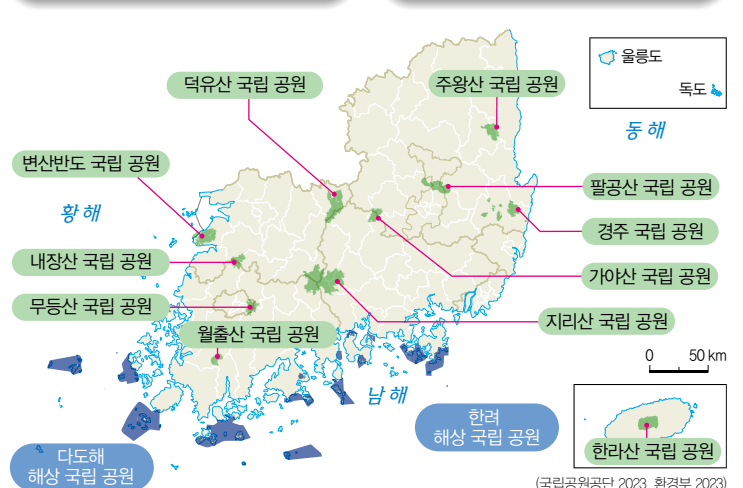 울릉도
독도
동해
덕유산 국립 공원
주왕산 국립 공원
변산반도 국립 공원
팔공산 국립 공원
황해
경주 국립 공원
내장산 국립 공원
가야산 국립 공원
무등산 국립 공원
지리산 국립 공원
월출산 국립 공원
0 50 km
남해
한려
해상 국립 공원
한라산 국립 공원
다도해
해상 국립 공원
(국립공원공단 2023, 환경부 2023)